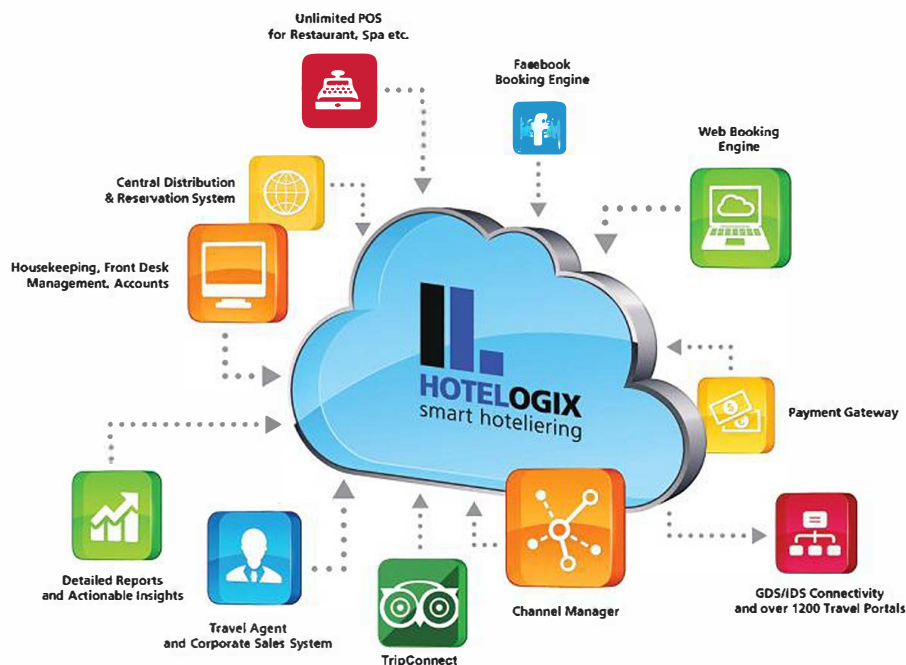 Unlimited POS
for Restaurant, Spa etc.
Facebook
Booking Engine
f
Web Booking
Engine
Central Distribution
& Reservation System
Housekeeping, Front Desk
Management, Accounts
HOTELOGIX
smart hoteliering
Payment Gateway
Detailed Reports
and Actionable Insights
Travel Agent
and Corporate Sales System
TripConnect
Channel Manager
GDS/IDS Connectivity
and over 1200 Travel Portals